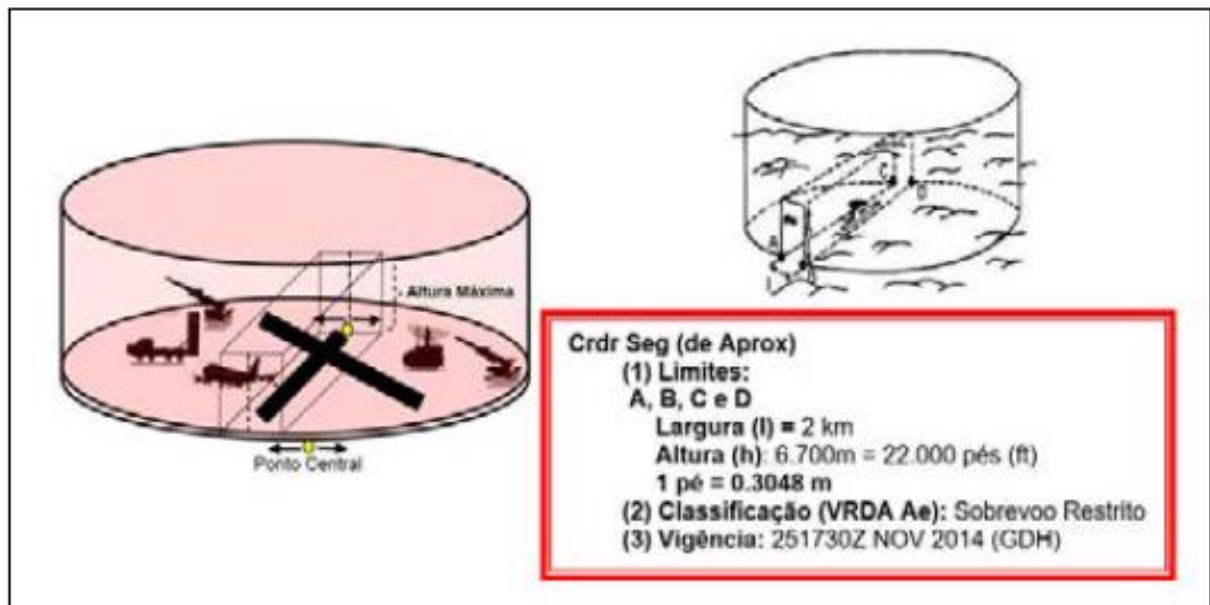 Altura Máxima
Ponto Central
C
A
Crdr Seg (de Aprox)
(1) Limites:
A, B, C e D
Largura (l) = 2 km
Altura (h): 6.700m = 22.000 pés (ft)
1 pé = 0.3048 m
(2) Classificação (VRDA Ae): Sobrevoo Restrito
(3) Vigência: 251730Z NOV 2014 (GDH)